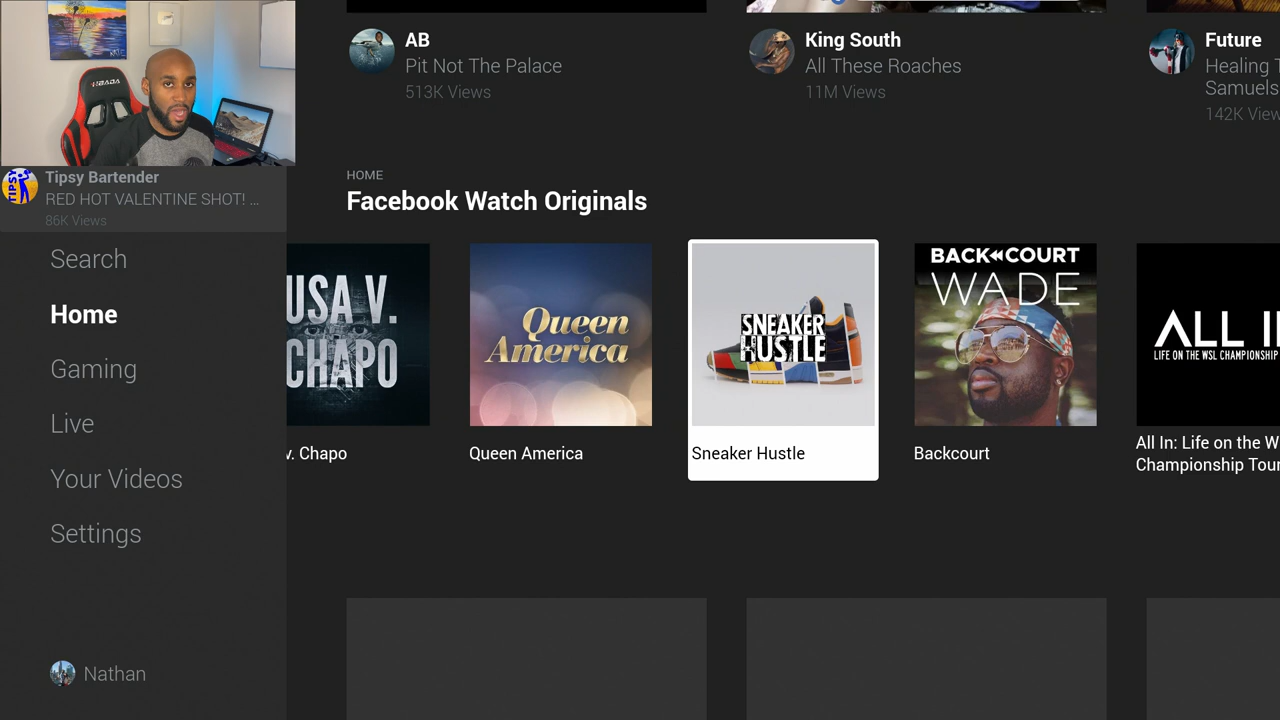 AB
Pit Not The Palace
513K Views
King South
All These Roaches
11M Views
Future
Healing
Samuels
142K
TIPSY
Tipsy Bartender
RED HOT VALENTINE SHOT! ...
86K Views
Search
Home
Gaming
Live
Your Videos
Settings
Nathan
HOME
Facebook Watch Originals
USA V.
CHAPO
v. Chapo
Queen
America
Queen America
SNEAKER
HUSTLE
Sneaker Hustle
BACK COURT
WADE
Backcourt
ALL
LIFE ON THE WSL CHAMPIONSHIP
All In: Life on the W
Championship Tour